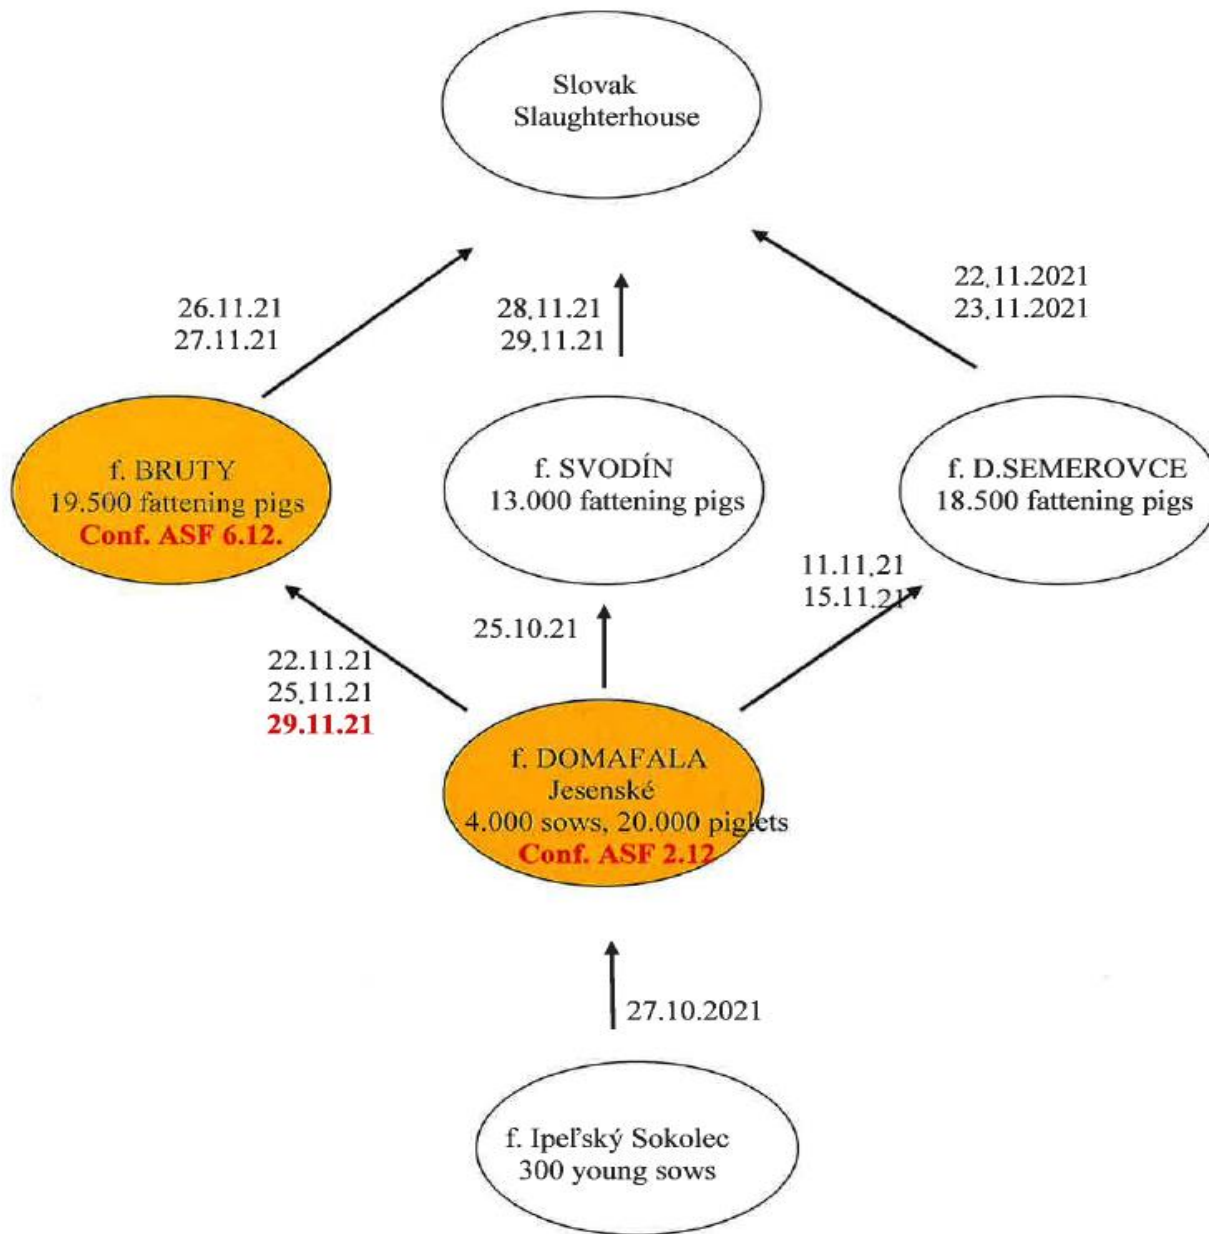 Slovak
Slaughterhouse
26.11.21
27.11.21
28.11.21
29.11.21
22.11.2021
23.11.2021
f. BRUTY
19.500 fattening pigs
Conf. ASF 6.12.
f. SVODÍN
13.000 fattening pigs
f. D.SEMEROVCE
18.500 fattening pigs
22.11.21
25.11.21
29.11.21
25.10.21
11.11.21
15.11.21
f. DOMAFALA
Jesenské
4.000 sows, 20.000 piglets
Conf. ASF 2.12
27.10.2021
f. Ipeľský Sokolec
300 young sows